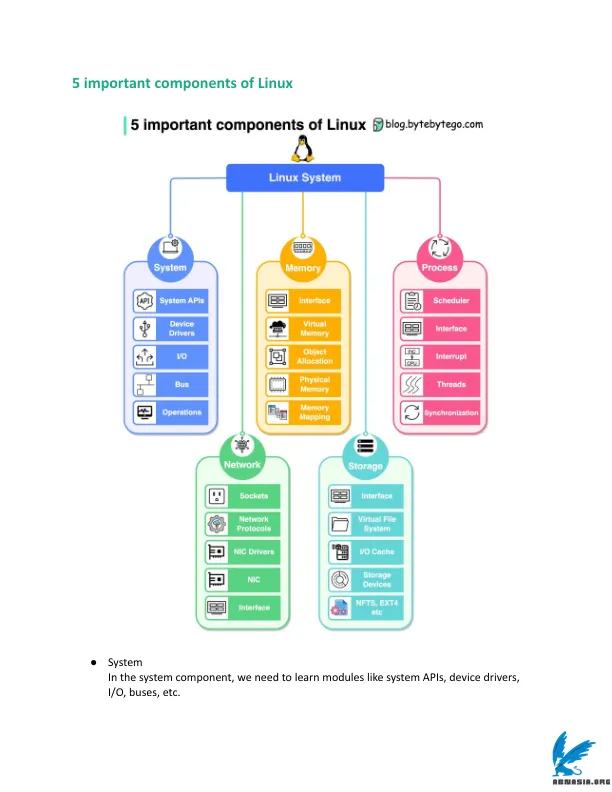 5 important components of Linux
5 important components of Linux
blog.bytebytego.com
Linux System
System
System APIs
Device
Drivers
I/O
Bus
Operations
Memory
Interface
Virtual
Memory
Object
Allocation
Physical
Memory
Memory
Mapping
Process
Scheduler
Interface
Interrupt
Threads
Synchronization
Network
Sockets
Network
Protocols
NIC Drivers
NIC
Interface
Storage
Interface
Virtual File
System
I/O Cache
Storage
Devices
NFTS, EXT4
etc
● System
In the system component, we need to learn modules like system APIs, device drivers,
I/O, buses, etc.
ABNASIA.ORG